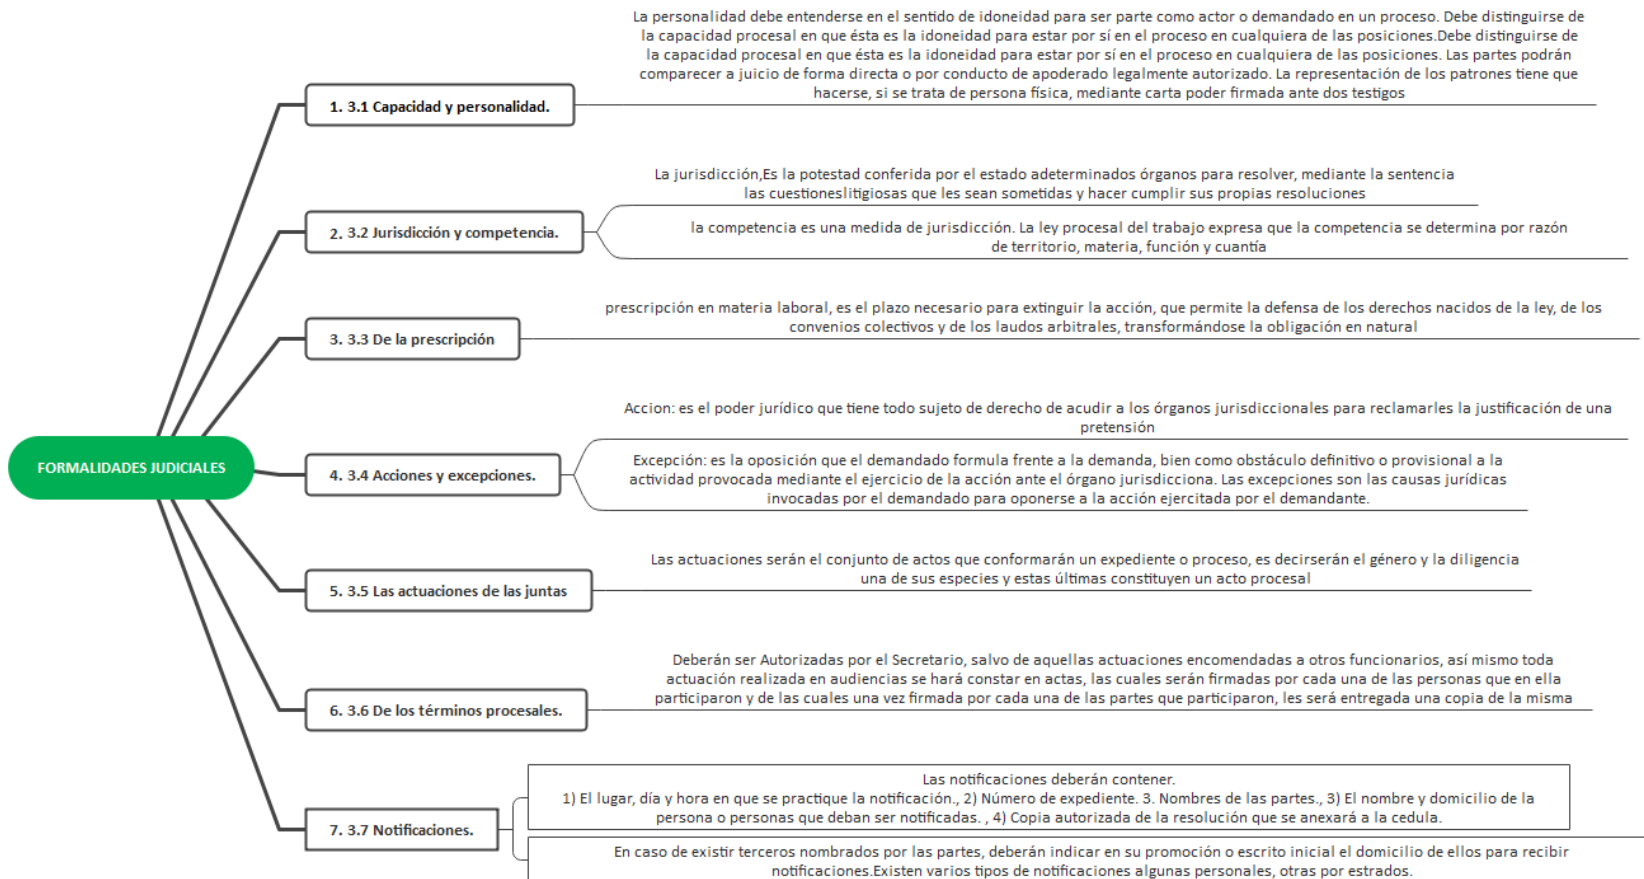 La personalidad debe entenderse en el sentido de idoneidad para ser parte como actor o demandado en un proceso. Debe distinguirse de
la capacidad procesal en que ésta es la idoneidad para estar por sí en el proceso en cualquiera de las posiciones.Debe distinguirse de
la capacidad procesal en que ésta es la idoneidad para estar por sí en el proceso en cualquiera de las posiciones. Las partes podrán
comparecer a juicio de forma directa o por conducto de apoderado legalmente autorizado. La representación de los patrones tiene que
hacerse, si se trata de persona física, mediante carta poder firmada ante dos testigos
1. 3.1 Capacidad y personalidad.
La jurisdicción,Es la potestad conferida por el estado adeterminados órganos para resolver, mediante la sentencia
las cuestioneslitigiosas que les sean sometidas y hacer cumplir sus propias resoluciones
2. 3.2 Jurisdicción y competencia.
la competencia es una medida de jurisdicción. La ley procesal del trabajo expresa que la competencia se determina por razón
de territorio, materia, función y cuantía
prescripción en materia laboral, es el plazo necesario para extinguir la acción, que permite la defensa de los derechos nacidos de la ley, de los
convenios colectivos y de los laudos arbitrales, transformándose la obligación en natural
3. 3.3 De la prescripción
Accion: es el poder jurídico que tiene todo sujeto de derecho de acudir a los órganos jurisdiccionales para reclamarles la justificación de una
pretensión
FORMALIDADES JUDICIALES
4. 3.4 Acciones y excepciones.
Excepción: es la oposición que el demandado formula frente a la demanda, bien como obstáculo definitivo o provisional a la
actividad provocada mediante el ejercicio de la acción ante el órgano jurisdicciona. Las excepciones son las causas jurídicas
invocadas por el demandado para oponerse a la acción ejercitada por el demandante.
Las actuaciones serán el conjunto de actos que conformarán un expediente o proceso, es decirserán el género y la diligencia
una de sus especies y estas últimas constituyen un acto procesal
5. 3.5 Las actuaciones de las juntas
Deberán ser Autorizadas por el Secretario, salvo de aquellas actuaciones encomendadas a otros funcionarios, así mismo toda
actuación realizada en audiencias se hará constar en actas, las cuales serán firmadas por cada una de las personas que en ella
participaron y de las cuales una vez firmada por cada una de las partes que participaron, les será entregada una copia de la misma
6. 3.6 De los términos procesales.
Las notificaciones deberán contener.
1) El lugar, día y hora en que se practique la notificación., 2) Número de expediente. 3. Nombres de las partes., 3) El nombre y domicilio de la
persona o personas que deban ser notificadas. , 4) Copia autorizada de la resolución que se anexará a la cedula.
7. 3.7 Notificaciones.
En caso de existir terceros nombrados por las partes, deberán indicar en su promoción o escrito inicial el domicilio de ellos para recibir
notificaciones.Existen varios tipos de notificaciones algunas personales, otras por estrados.